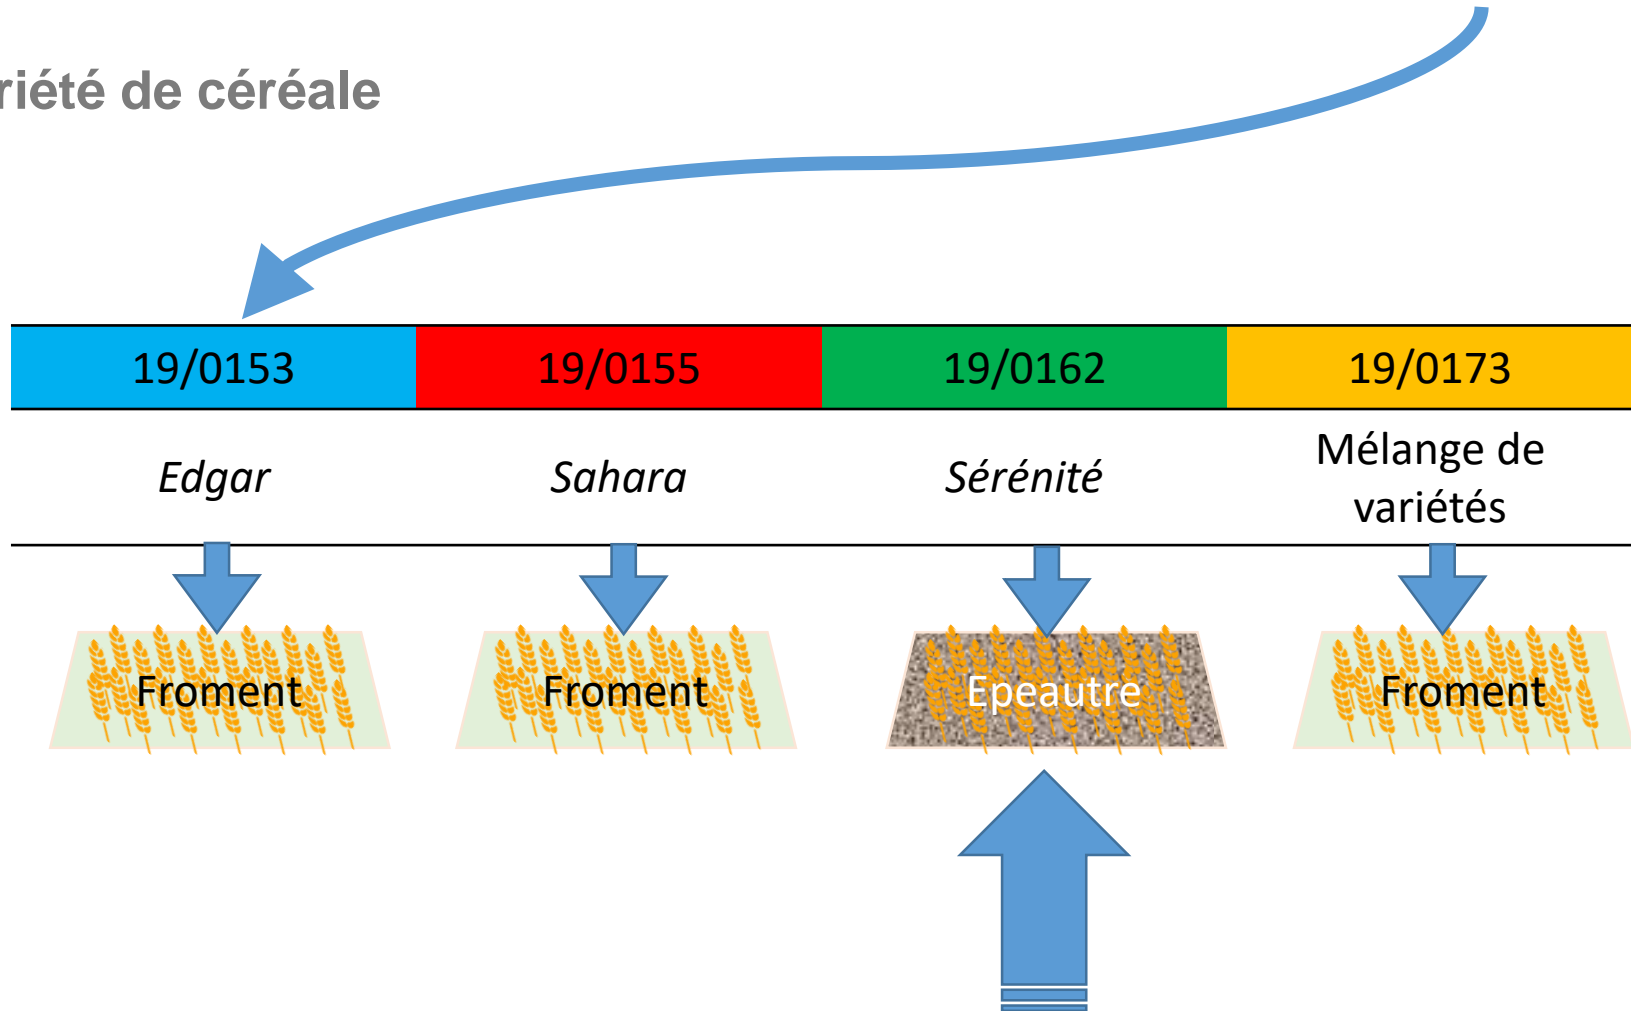 riété de céréale
19/0153 19/0155 19/0162 19/0173
Edgar Sahara Sérénité Mélange de
variétés
Froment Froment Epeautre Froment